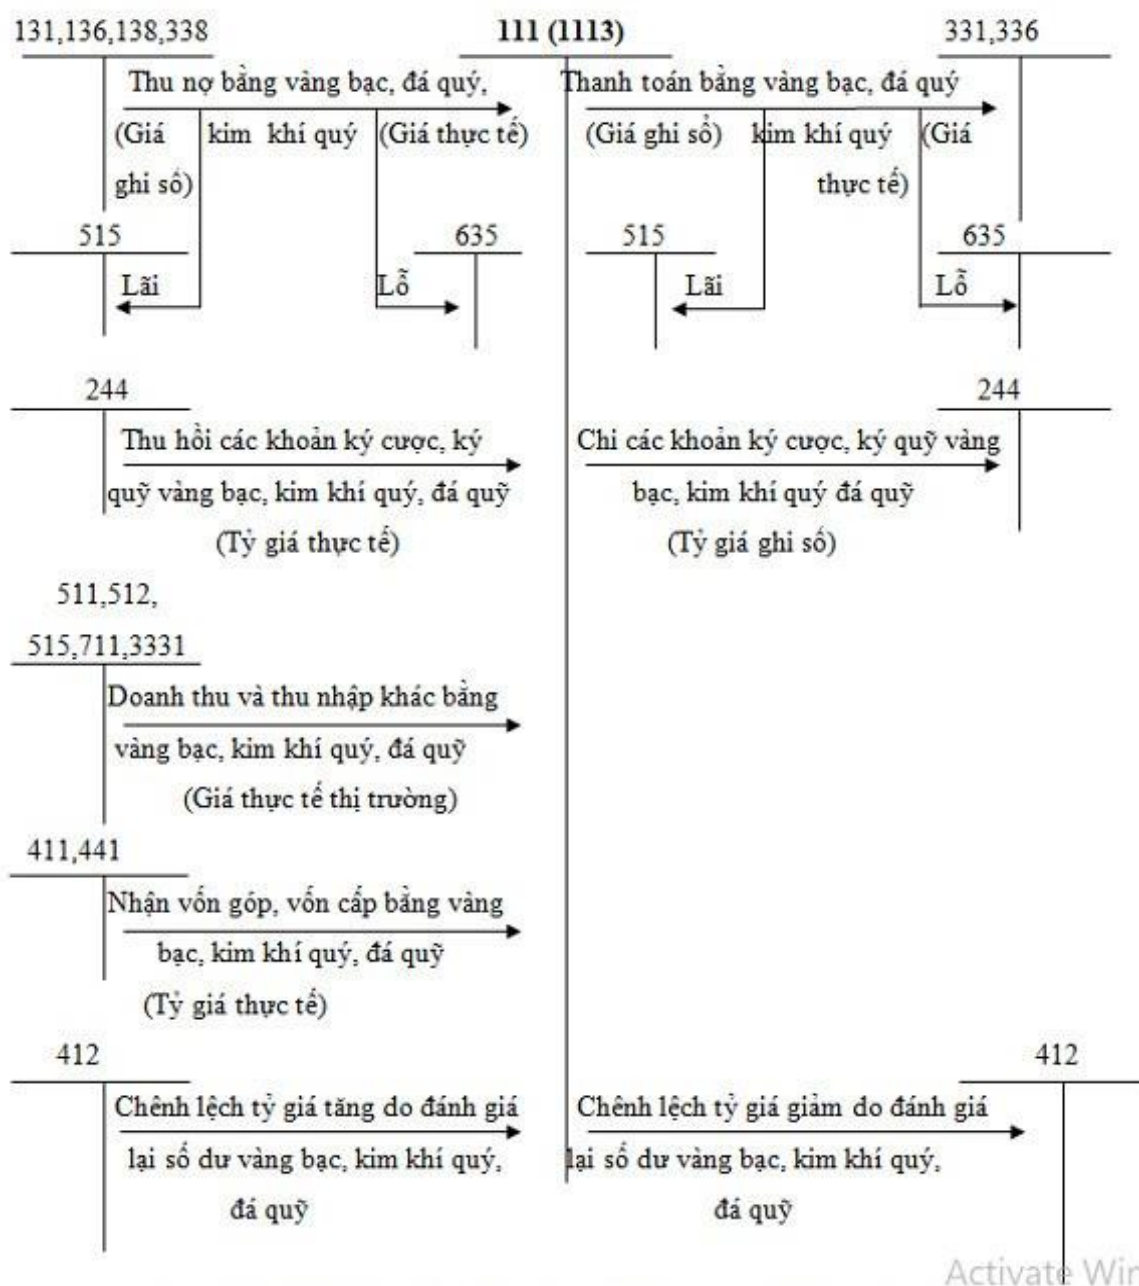 131,136,138,338
111 (1113)
331,336
Thu nợ bằng vàng bạc, đá quý,
Thanh toán bằng vàng bạc, đá quý
(Giá kim khí quý (Giá thực tế)
(Giá ghi sổ) kim khí quý (Giá
ghi số)
thực tế)
515
635
515
635
Lãi
Lỗ
Lãi
Lỗ
244
244
Thu hồi các khoản ký cược, ký
Chi các khoản ký cược, ký quỹ vàng
quỹ vàng bạc, kim khí quý, đá quỹ
bạc, kim khí quý đá quỹ
(Tỷ giá thực tế)
(Tỷ giá ghi số)
511,512,
515,711,3331
Doanh thu và thu nhập khác bằng
vàng bạc, kim khí quý, đá quỹ
(Giá thực tế thị trường)
411,441
Nhận vốn góp, vốn cấp bằng vàng
bạc, kim khí quý, đá quỹ
(Tỷ giá thực tế)
412
412
Chênh lệch tỷ giá tăng do đánh giá
Chênh lệch tỷ giá giảm do đánh giá
lại số dư vàng bạc, kim khí quý,
lại số dư vàng bạc, kim khí quý,
đá quỹ
đá quỹ
Activate Wir